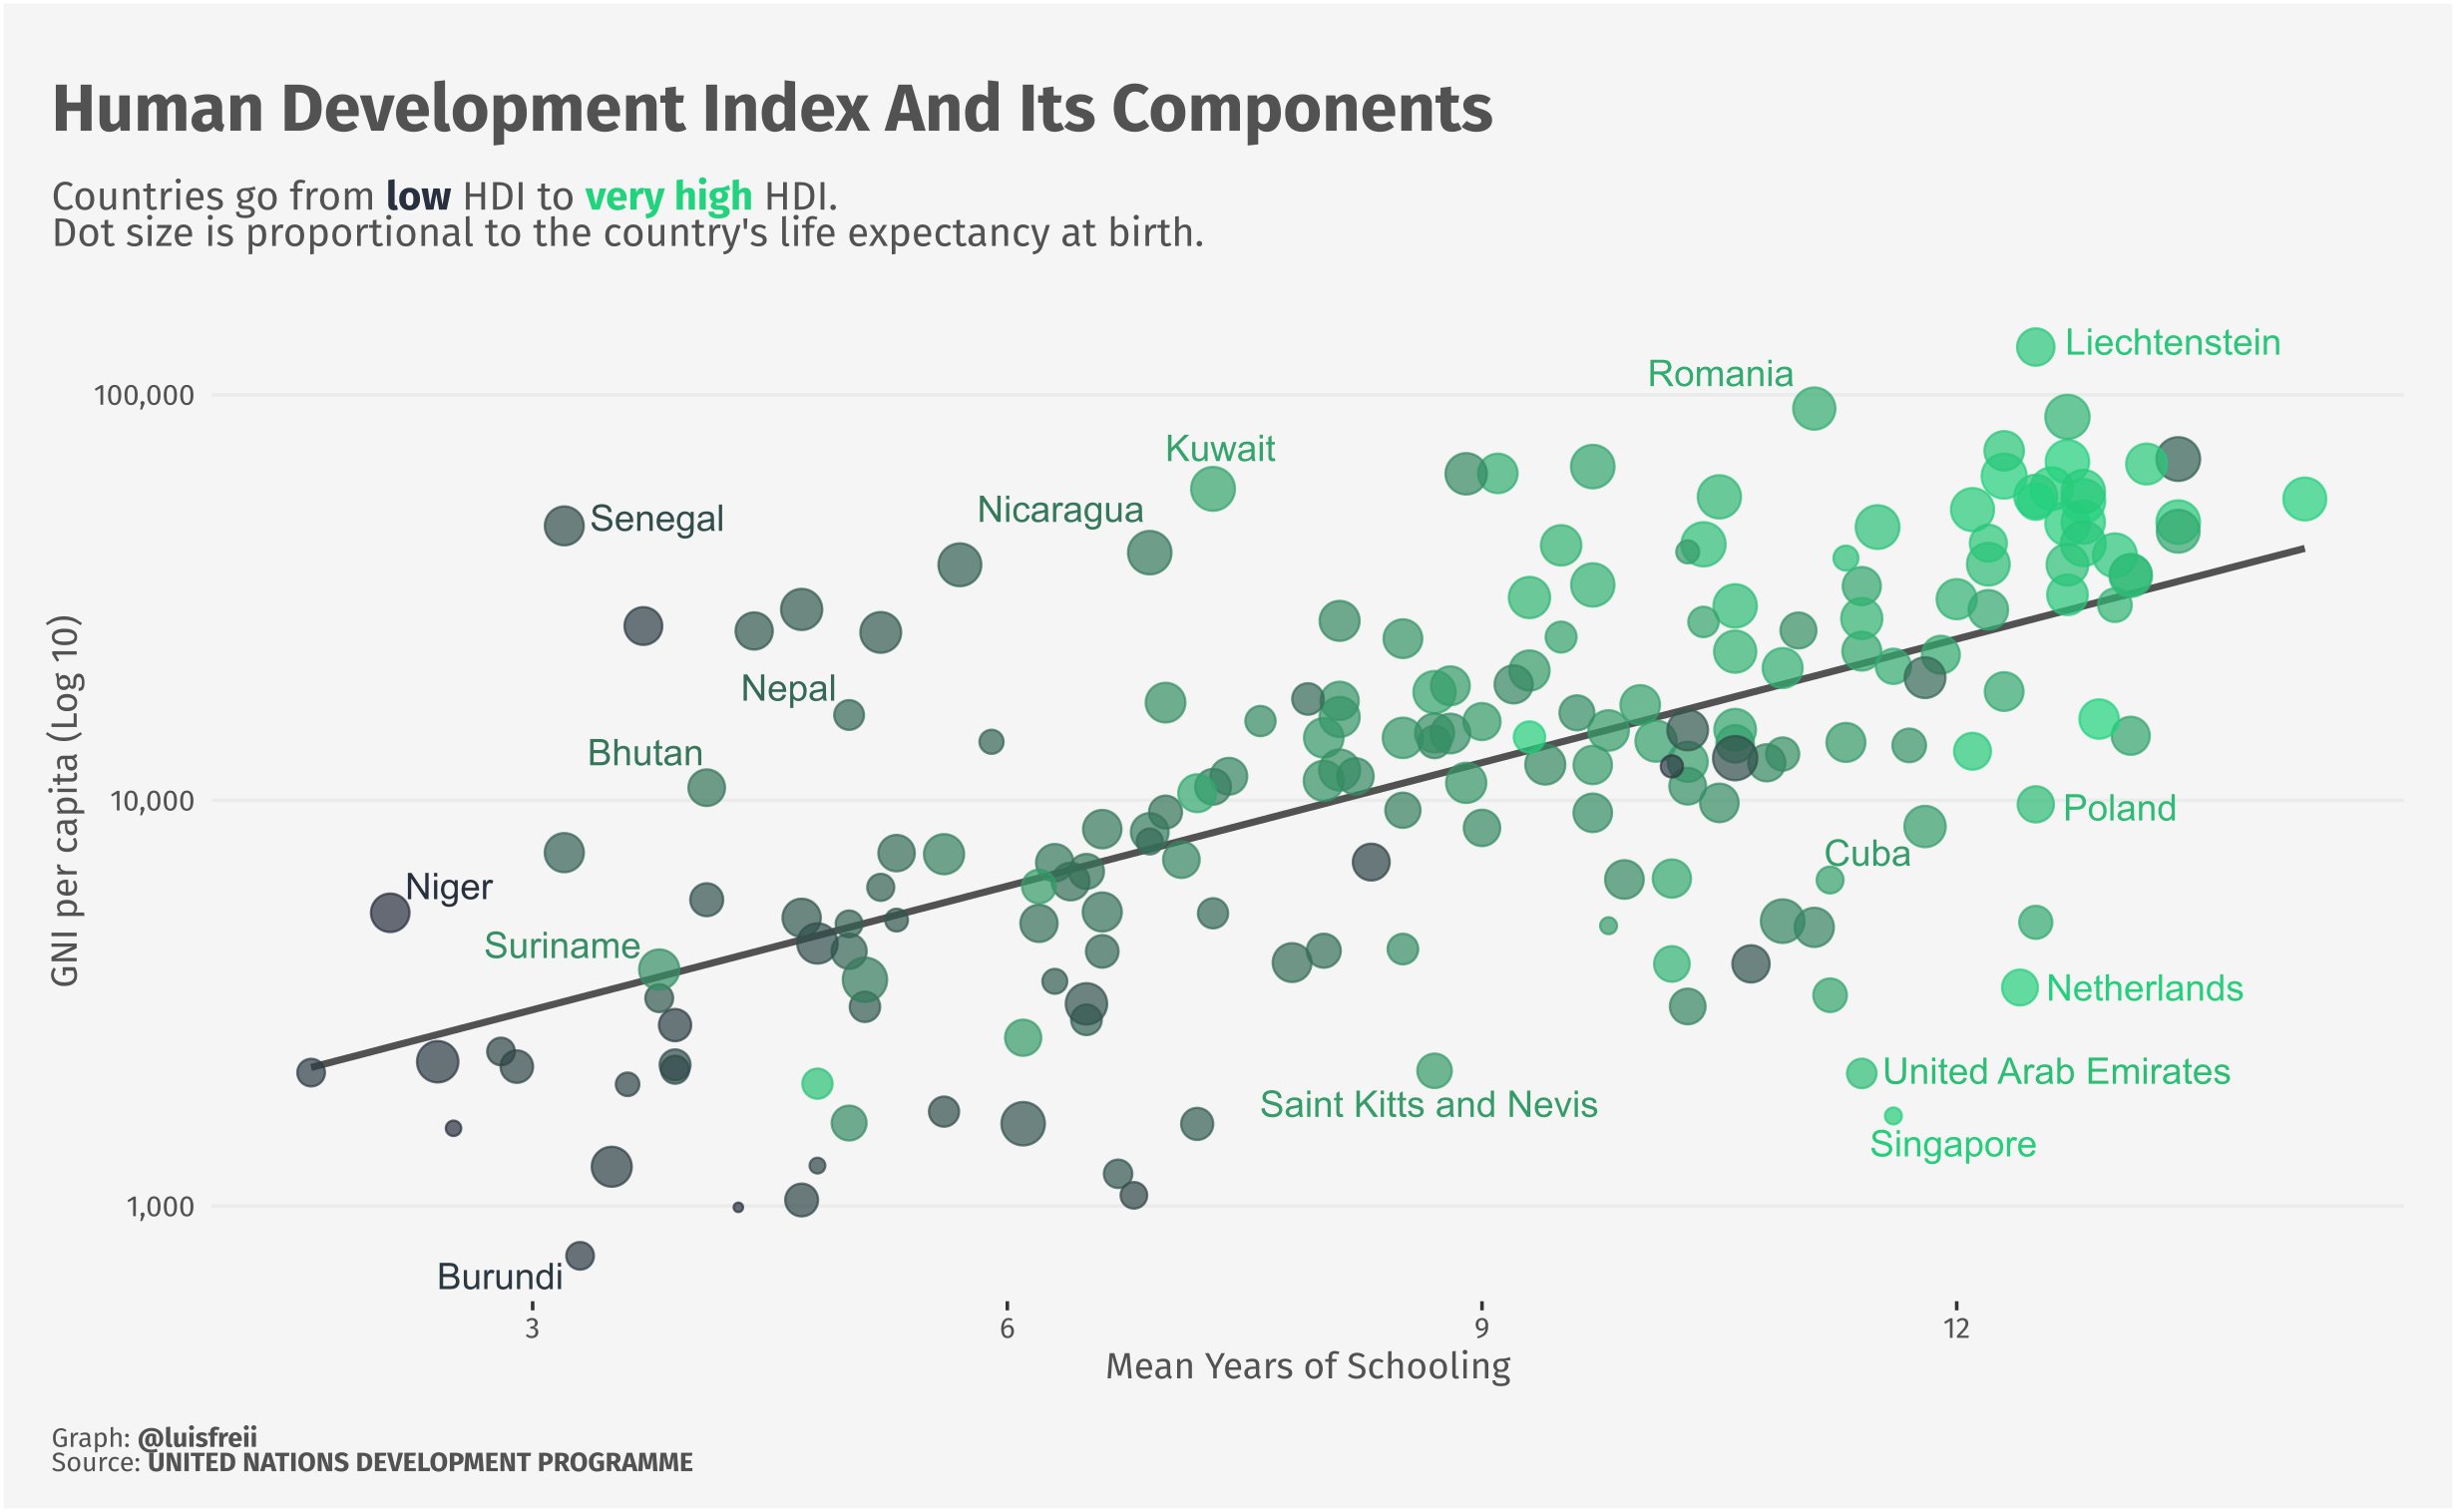 Human Development Index And Its Components
Countries go from low HDI to very high HDI.
Dot size is proportional to the country's life expectancy at birth.
Liechtenstein
Romania
100,000
Kuwait
Senegal
Nicaragua
Nepal
Bhutan
10,000
Poland
Cuba
Niger
Suriname
Netherlands
United Arab Emirates
Saint Kitts and Nevis
Singapore
1,000
Burundi
GNI per capita (Log 10)
3 6 9 12
Mean Years of Schooling
Graph: @luisfreii
Source: UNITED NATIONS DEVELOPMENT PROGRAMME